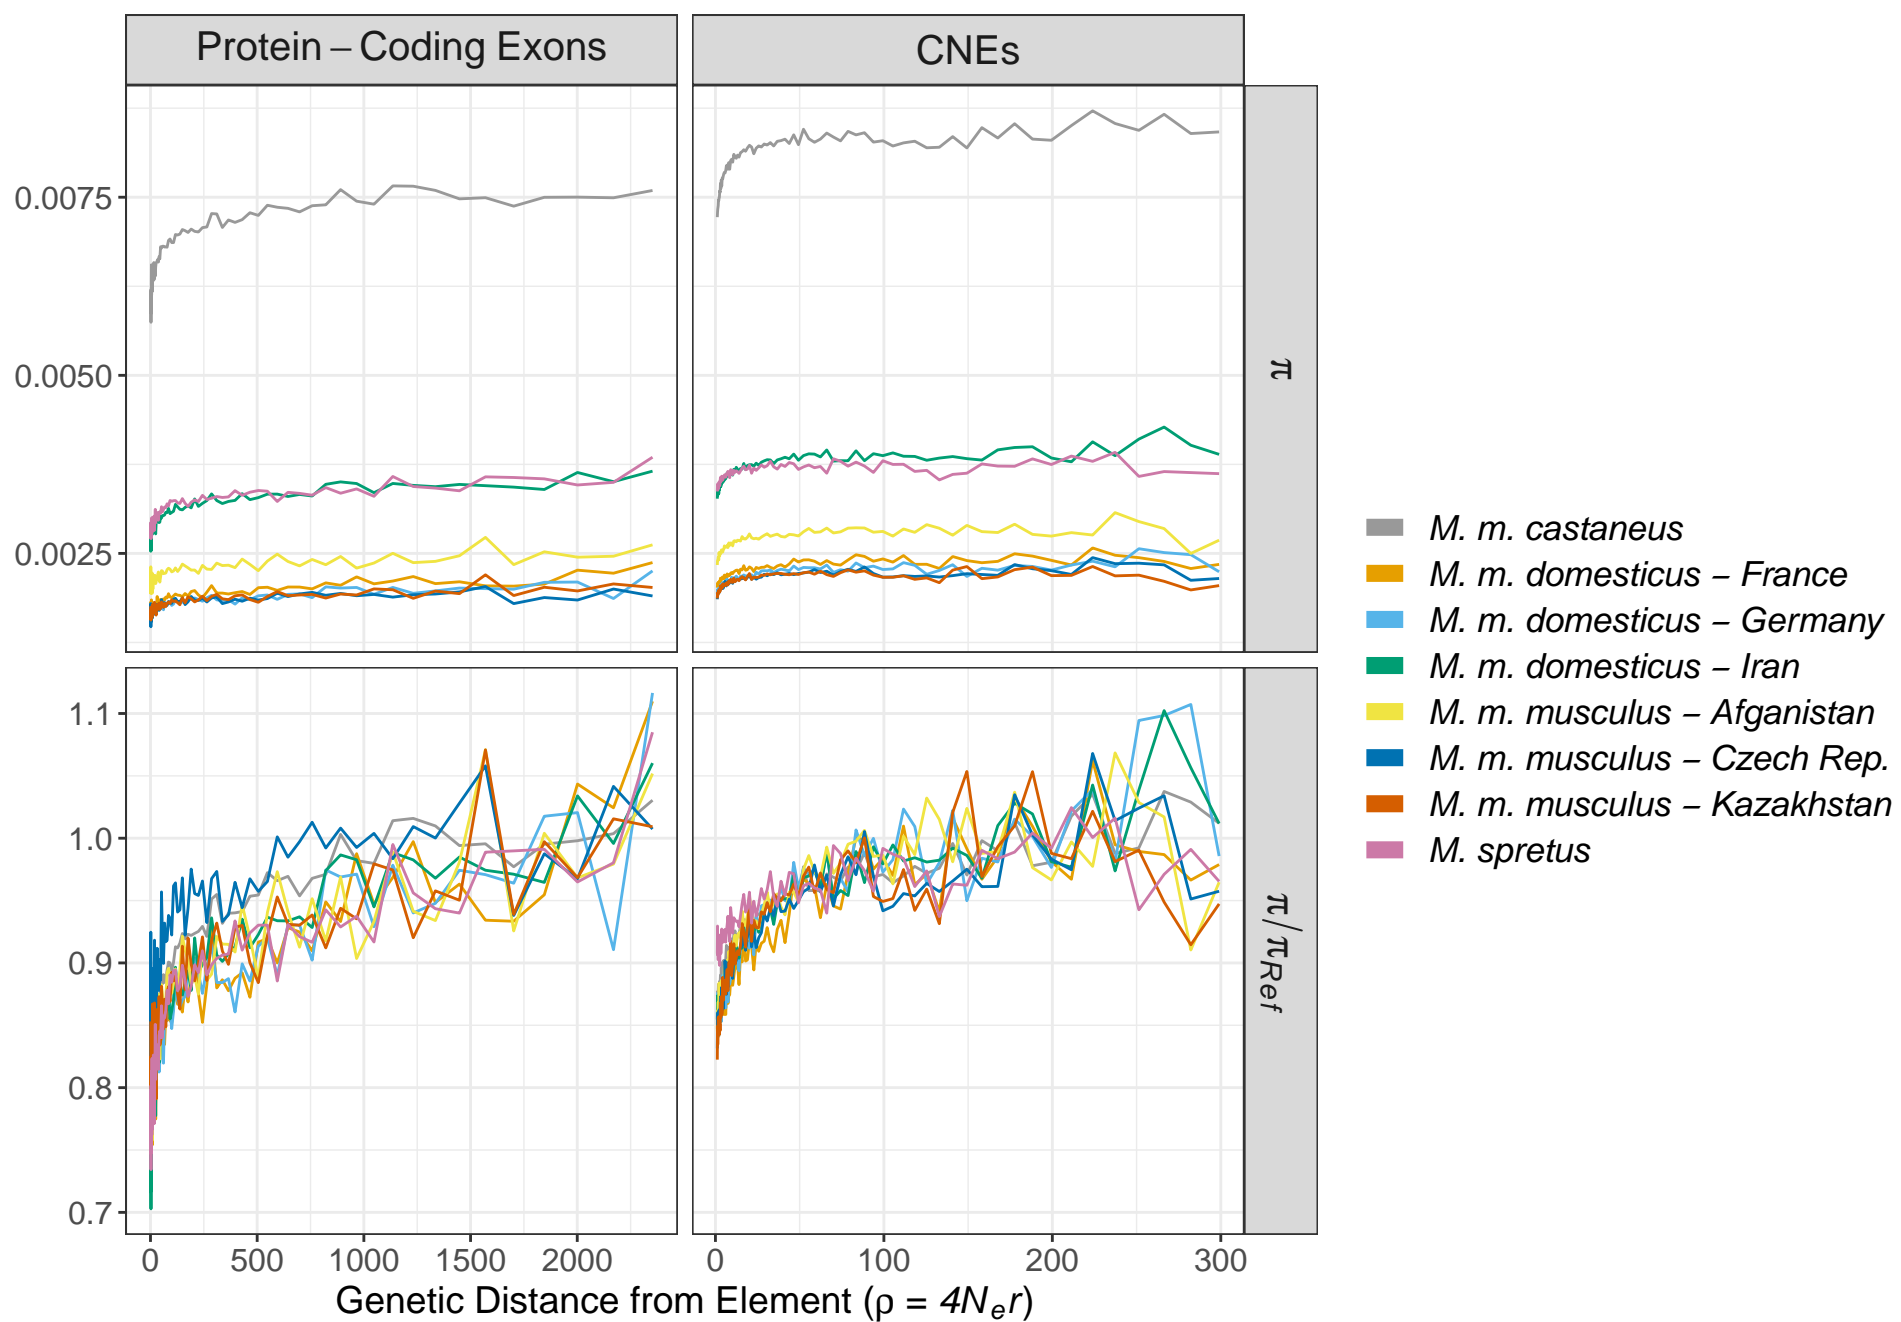 Protein – Coding Exons
CNEs
0.0075
0.0050
0.0025
π
1.1
1.0
0.9
0.8
0.7
π/πRef
0 500 1000 1500 2000
0 100 200 300
Genetic Distance from Element (ρ = 4Ner)
M. m. castaneus
M. m. domesticus – France
M. m. domesticus – Germany
M. m. domesticus – Iran
M. m. musculus – Afganistan
M. m. musculus – Czech Rep.
M. m. musculus – Kazakhstan
M. spretus